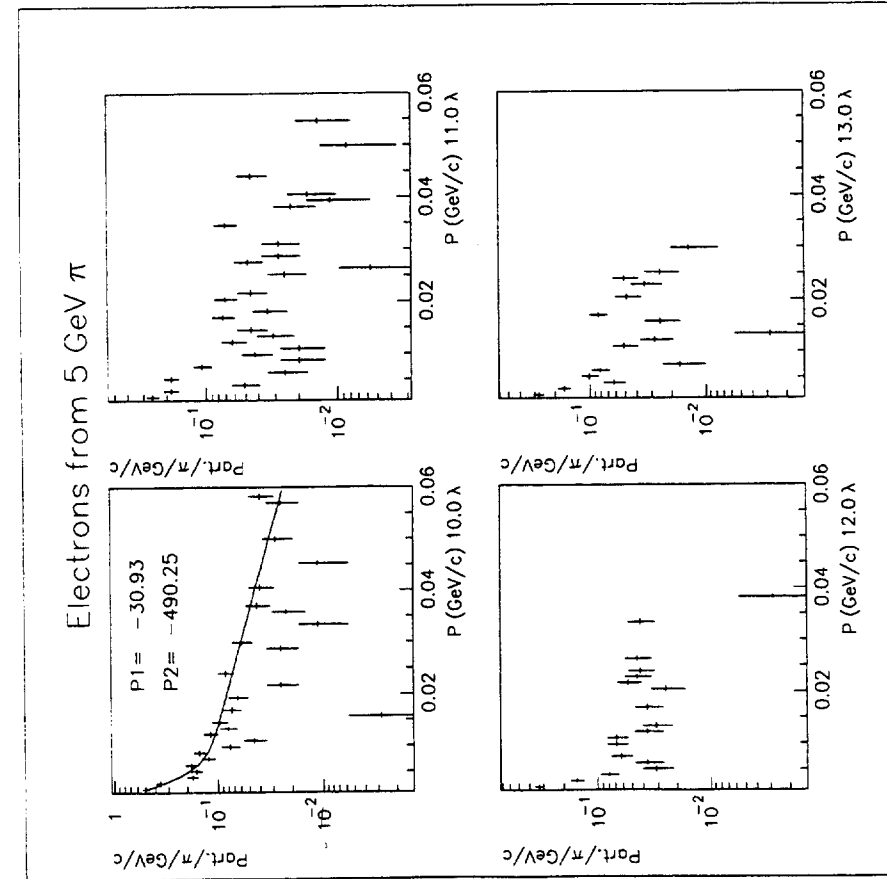 Electrons from 5 GeV π
Part./π/GeV/c
1
10⁻¹
10⁻²
P1= −30.93
P2= −490.25
0.02
0.04
0.06
P (GeV/c) 10.0 λ
Part./π/GeV/c
10⁻¹
10⁻²
0.02
0.04
0.06
P (GeV/c) 11.0 λ
Part./π/GeV/c
10⁻¹
10⁻²
0.02
0.04
0.06
P (GeV/c) 12.0 λ
Part./π/GeV/c
10⁻¹
10⁻²
0.02
0.04
0.06
P (GeV/c) 13.0 λ